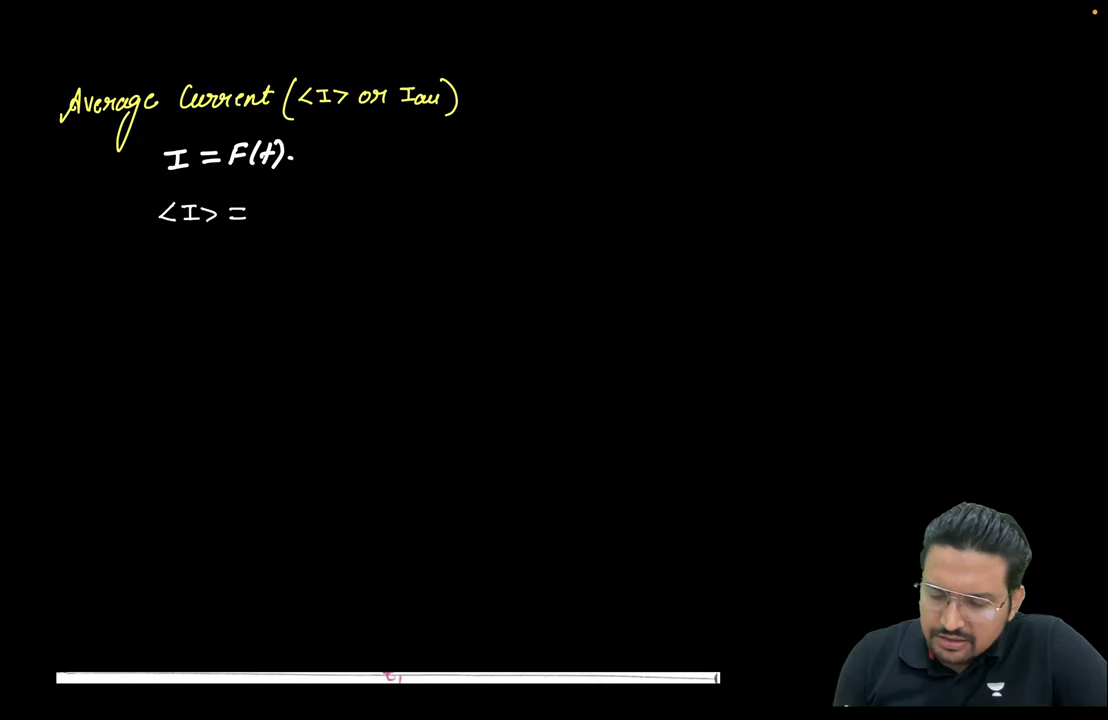 Average Current (<I> or Iav)
I = F(t).
<I> =